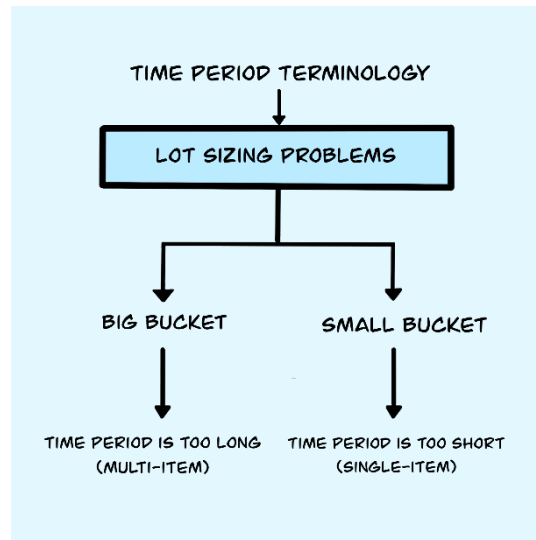 TIME PERIOD TERMINOLOGY
LOT SIZING PROBLEMS
BIG BUCKET
SMALL BUCKET
TIME PERIOD IS TOO LONG
(MULTI-ITEM)
TIME PERIOD IS TOO SHORT
(SINGLE-ITEM)